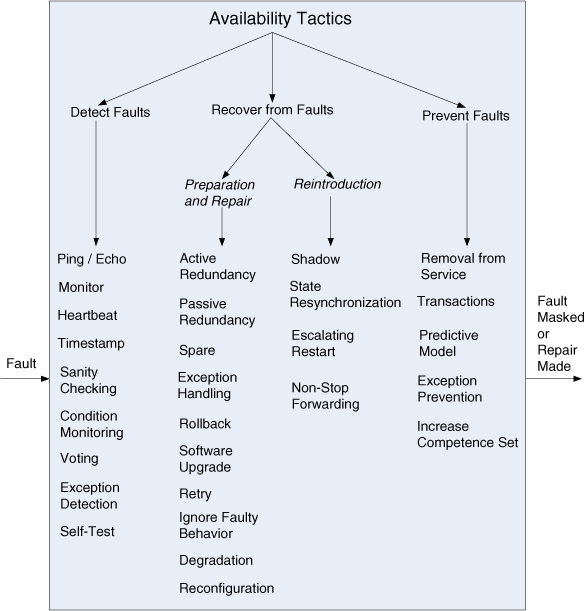 Availability Tactics
Detect Faults
Recover from Faults
Prevent Faults
Preparation
and Repair
Reintroduction
Ping / Echo
Monitor
Heartbeat
Timestamp
Sanity
Checking
Condition
Monitoring
Voting
Exception
Detection
Self-Test
Active
Redundancy
Passive
Redundancy
Spare
Exception
Handling
Rollback
Software
Upgrade
Retry
Ignore Faulty
Behavior
Degradation
Reconfiguration
Shadow
State
Resynchronization
Escalating
Restart
Non-Stop
Forwarding
Removal from
Service
Transactions
Predictive
Model
Exception
Prevention
Increase
Competence Set
Fault
Fault
Masked
or
Repair
Made